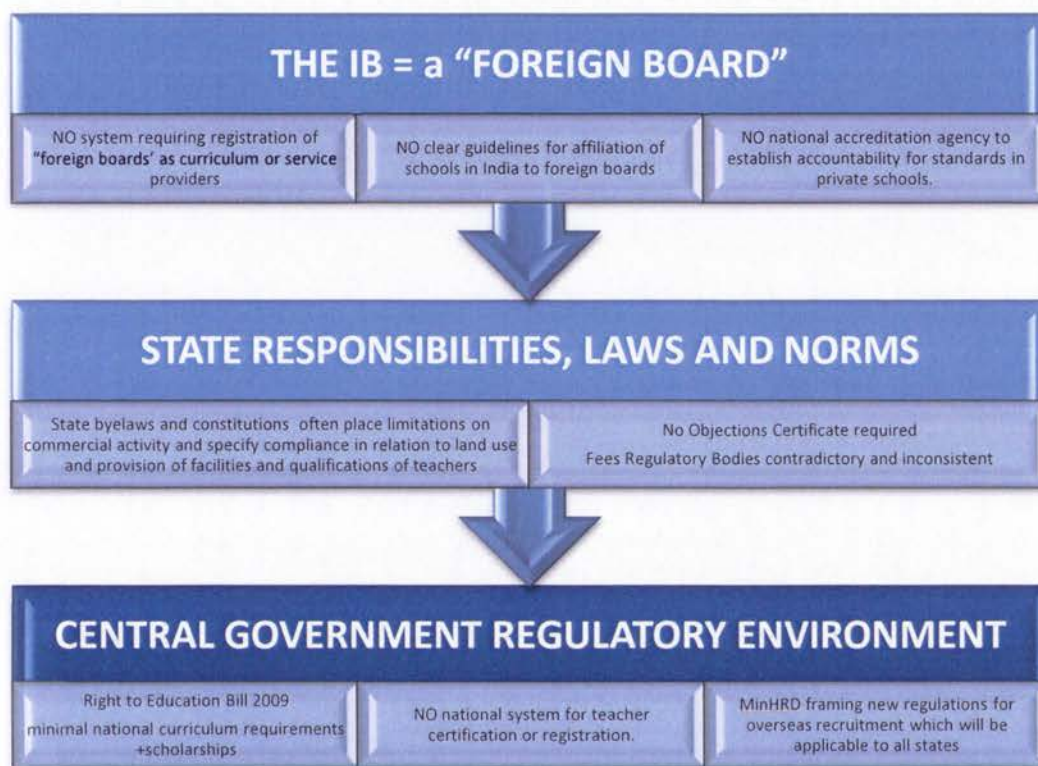 THE IB = a "FOREIGN BOARD"
NO system requiring registration of
"foreign boards' as curriculum or service
providers
NO clear guidelines for affiliation of
schools in India to foreign boards
NO national accreditation agency to
establish accountability for standards in
private schools.
STATE RESPONSIBILITIES, LAWS AND NORMS
State byelaws and constitutions often place limitations on
commercial activity and specify compliance in relation to land use
and provision of facilities and qualifications of teachers
No Objections Certificate required
Fees Regulatory Bodies contradictory and inconsistent
CENTRAL GOVERNMENT REGULATORY ENVIRONMENT
Right to Education Bill 2009
minimal national curriculum requirements
+scholarships
NO national system for teacher
certification or registration.
MinHRD framing new regulations for
overseas recruitment which will be
applicable to all states